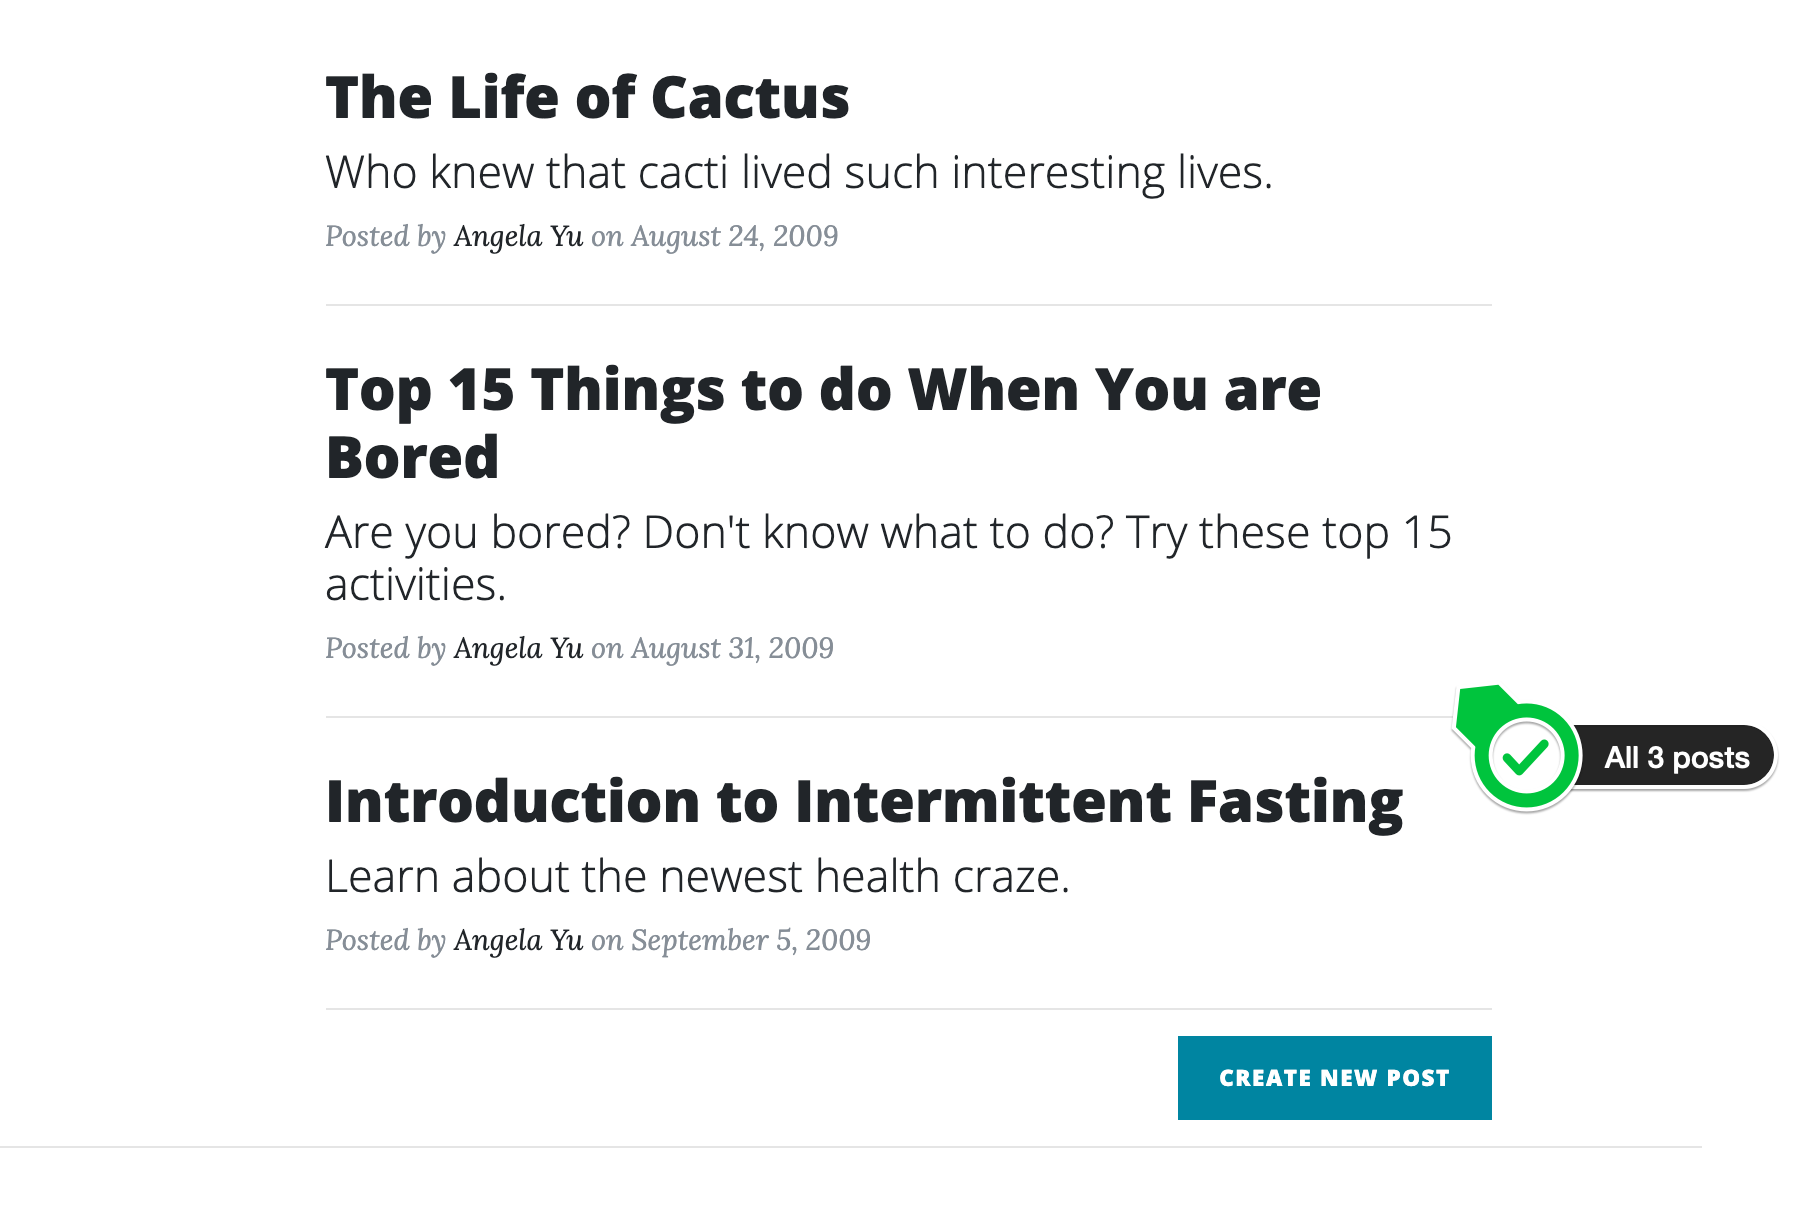 The Life of Cactus
Who knew that cacti lived such interesting lives.
Posted by Angela Yu on August 24, 2009
Top 15 Things to do When You are
Bored
Are you bored? Don't know what to do? Try these top 15
activities.
Posted by Angela Yu on August 31, 2009
All 3 posts
Introduction to Intermittent Fasting
Learn about the newest health craze.
Posted by Angela Yu on September 5, 2009
CREATE NEW POST